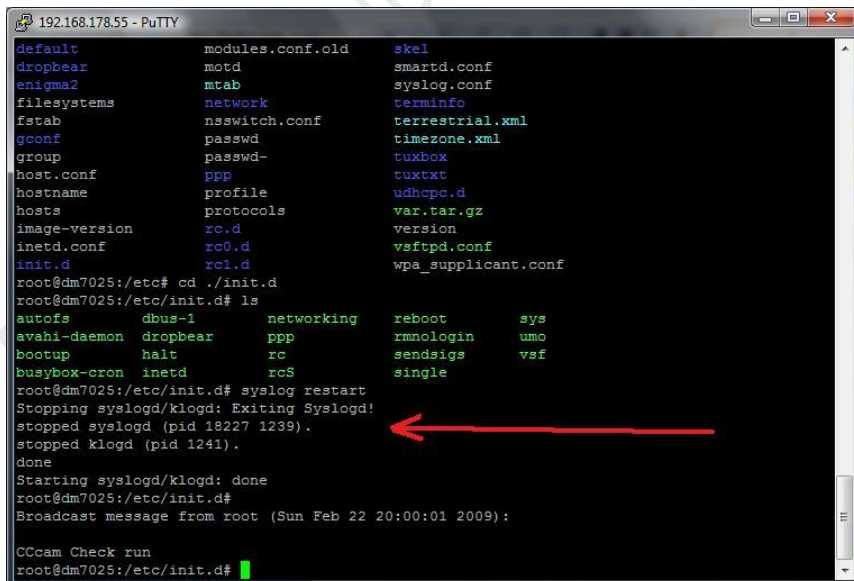 192.168.178.55 - PuTTY
default modules.conf.old skel
dropbear motd smartd.conf
enigma2 mtab syslog.conf
filesystems network terminfo
fstab nsswitch.conf terrestrial.xml
gconf passwd timezone.xml
group passwd- tuxbox
host.conf ppp tuxtxt
hostname profile udhcpc.d
hosts protocols var.tar.gz
image-version rc.d version
inetd.conf rc0.d vsftpd.conf
init.d rc1.d wpa_supplicant.conf
root@dm7025:/etc# cd ./init.d
root@dm7025:/etc/init.d# ls
autofs dbus-1 networking reboot sys
avahi-daemon dropbear ppp rmnologin umo
bootup halt rc sendsigs vsf
busybox-cron inetd rcS single
root@dm7025:/etc/init.d# syslog restart
Stopping syslogd/klogd: Exiting Syslogd!
stopped syslogd (pid 18227 1239).
stopped klogd (pid 1241).
done
Starting syslogd/klogd: done
root@dm7025:/etc/init.d#
Broadcast message from root (Sun Feb 22 20:00:01 2009):
CCcam Check run
root@dm7025:/etc/init.d#